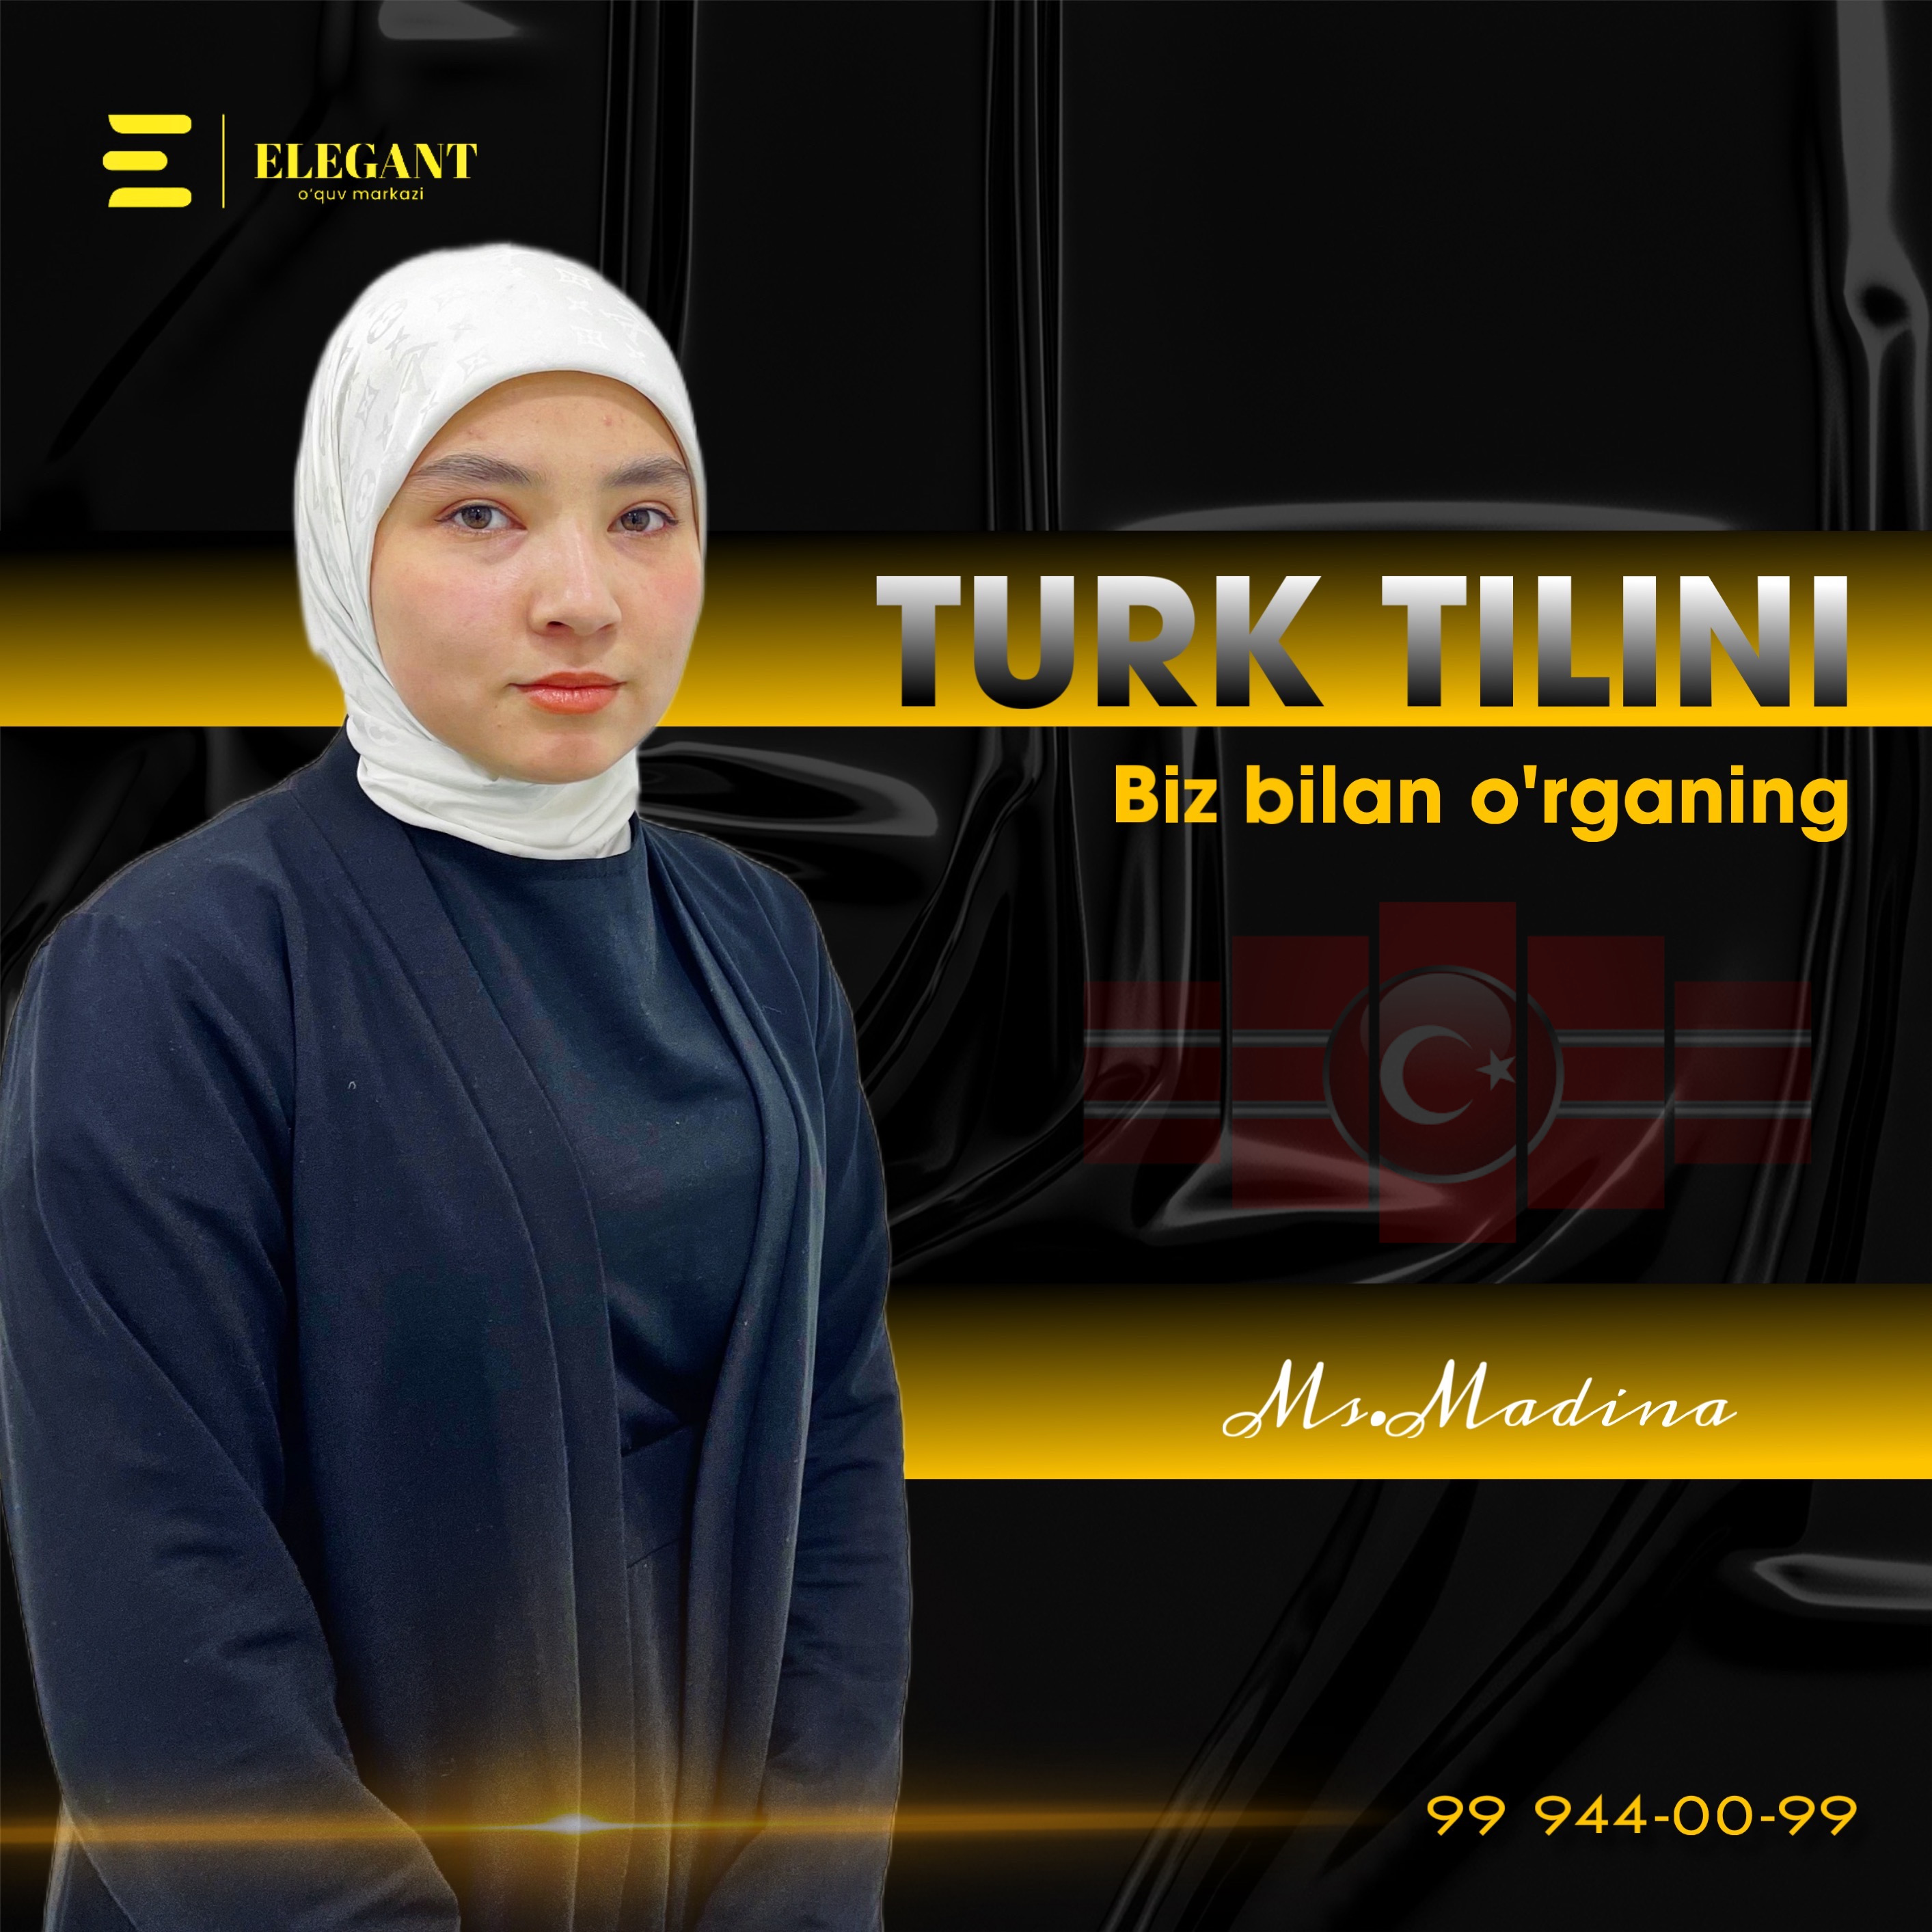 ELEGANT
o'quv markazi
TURK TILINI
Biz bilan o'rganing
Ms.Madina
99 944-00-99